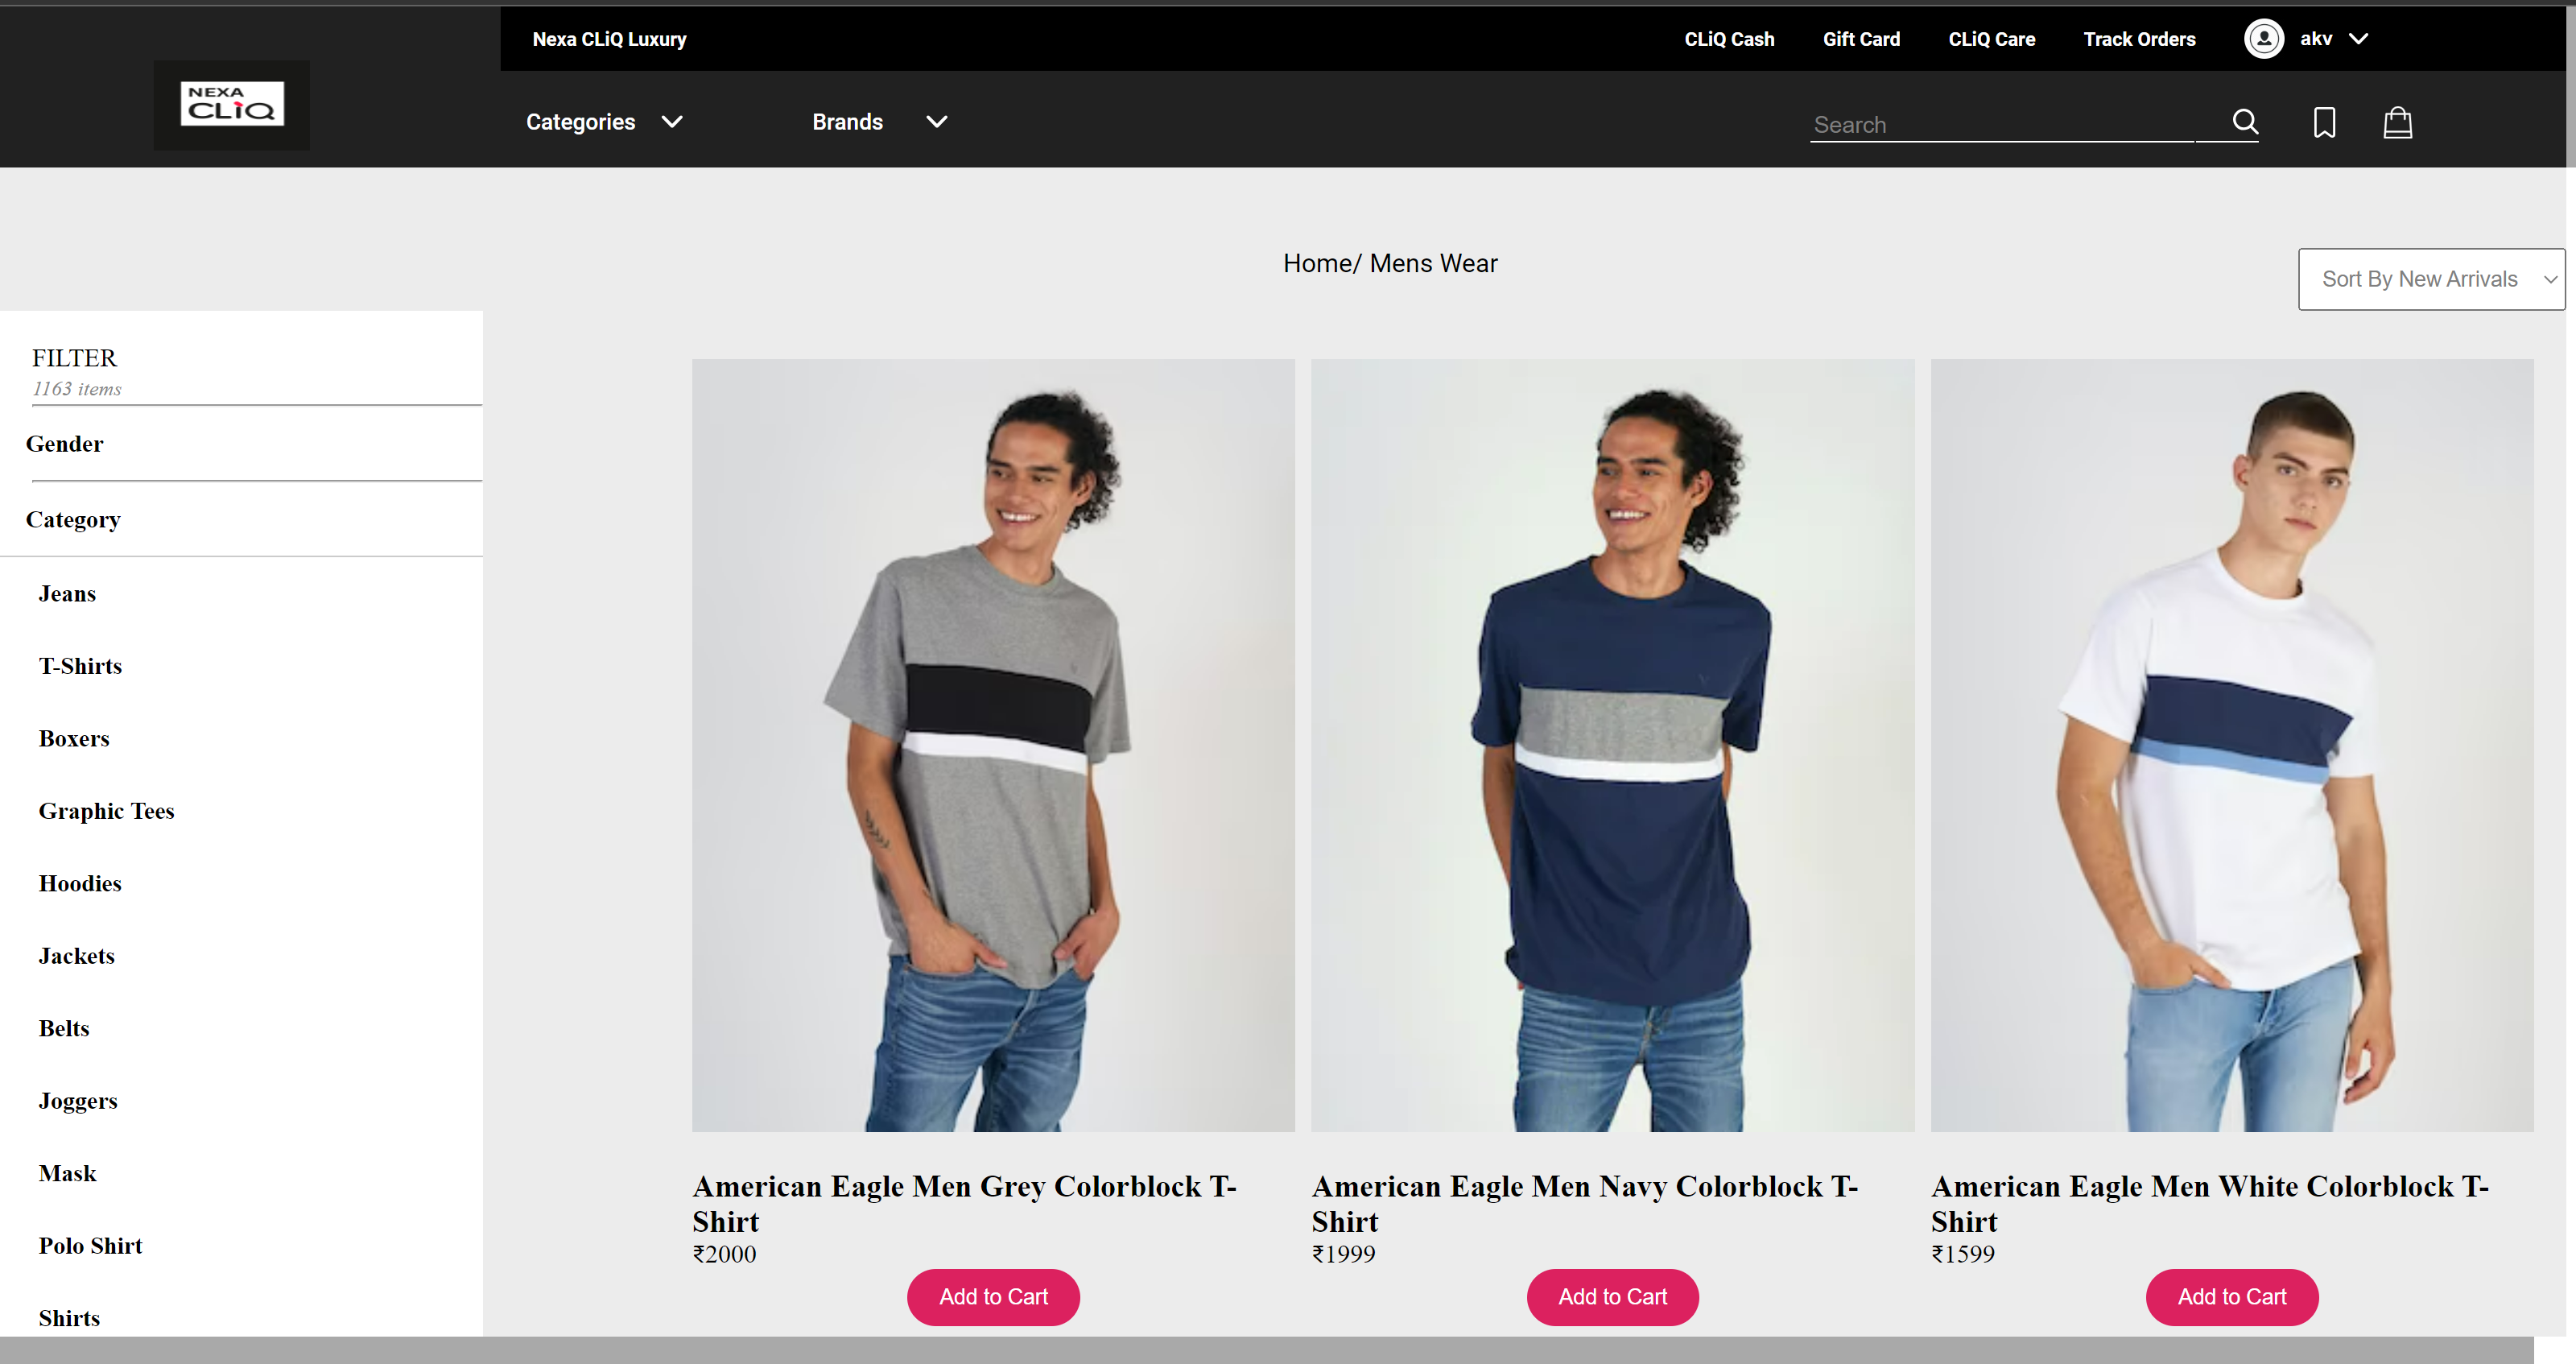 Nexa CLiQ Luxury
CLiQ Cash
Gift Card
CLiQ Care
Track Orders
akv
NEXA
CLiQ
Categories
Brands
Search
Home/ Mens Wear
Sort By New Arrivals
FILTER
1163 items
Gender
Category
Jeans
T-Shirts
Boxers
Graphic Tees
Hoodies
Jackets
Belts
Joggers
Mask
Polo Shirt
Shirts
American Eagle Men Grey Colorblock T-
Shirt
₹2000
Add to Cart
American Eagle Men Navy Colorblock T-
Shirt
₹1999
Add to Cart
American Eagle Men White Colorblock T-
Shirt
₹1599
Add to Cart